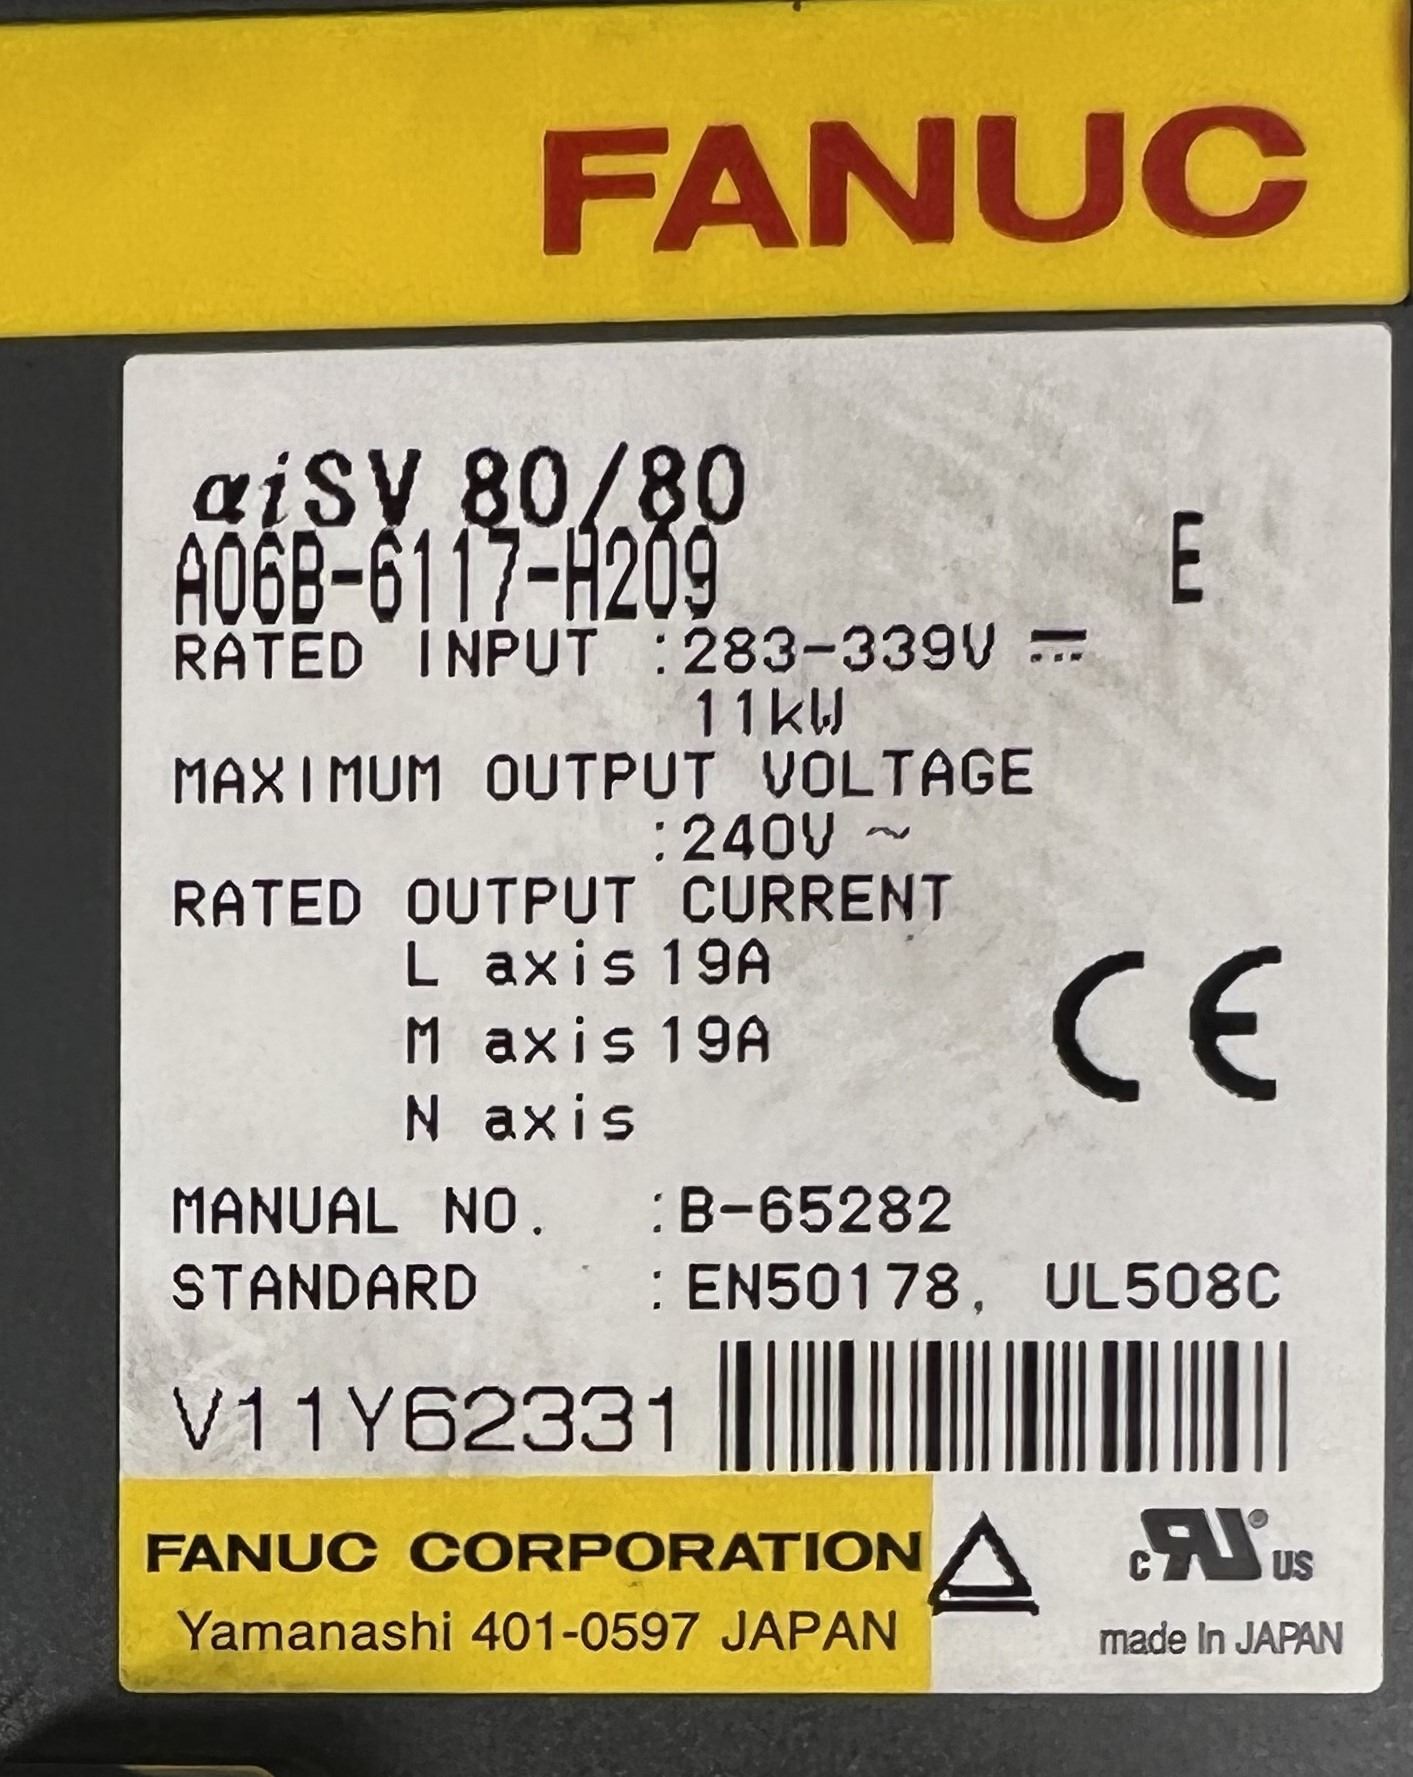 FANUC
αiSV 80/80
A06B-6117-H209 E
RATED INPUT :283-339V ⎓
11kW
MAXIMUM OUTPUT VOLTAGE
:240V ~
RATED OUTPUT CURRENT
L axis 19A
M axis 19A
N axis
CE
MANUAL NO. :B-65282
STANDARD :EN50178, UL508C
V11Y62331
FANUC CORPORATION
Yamanashi 401-0597 JAPAN
c RU ® US
made In JAPAN